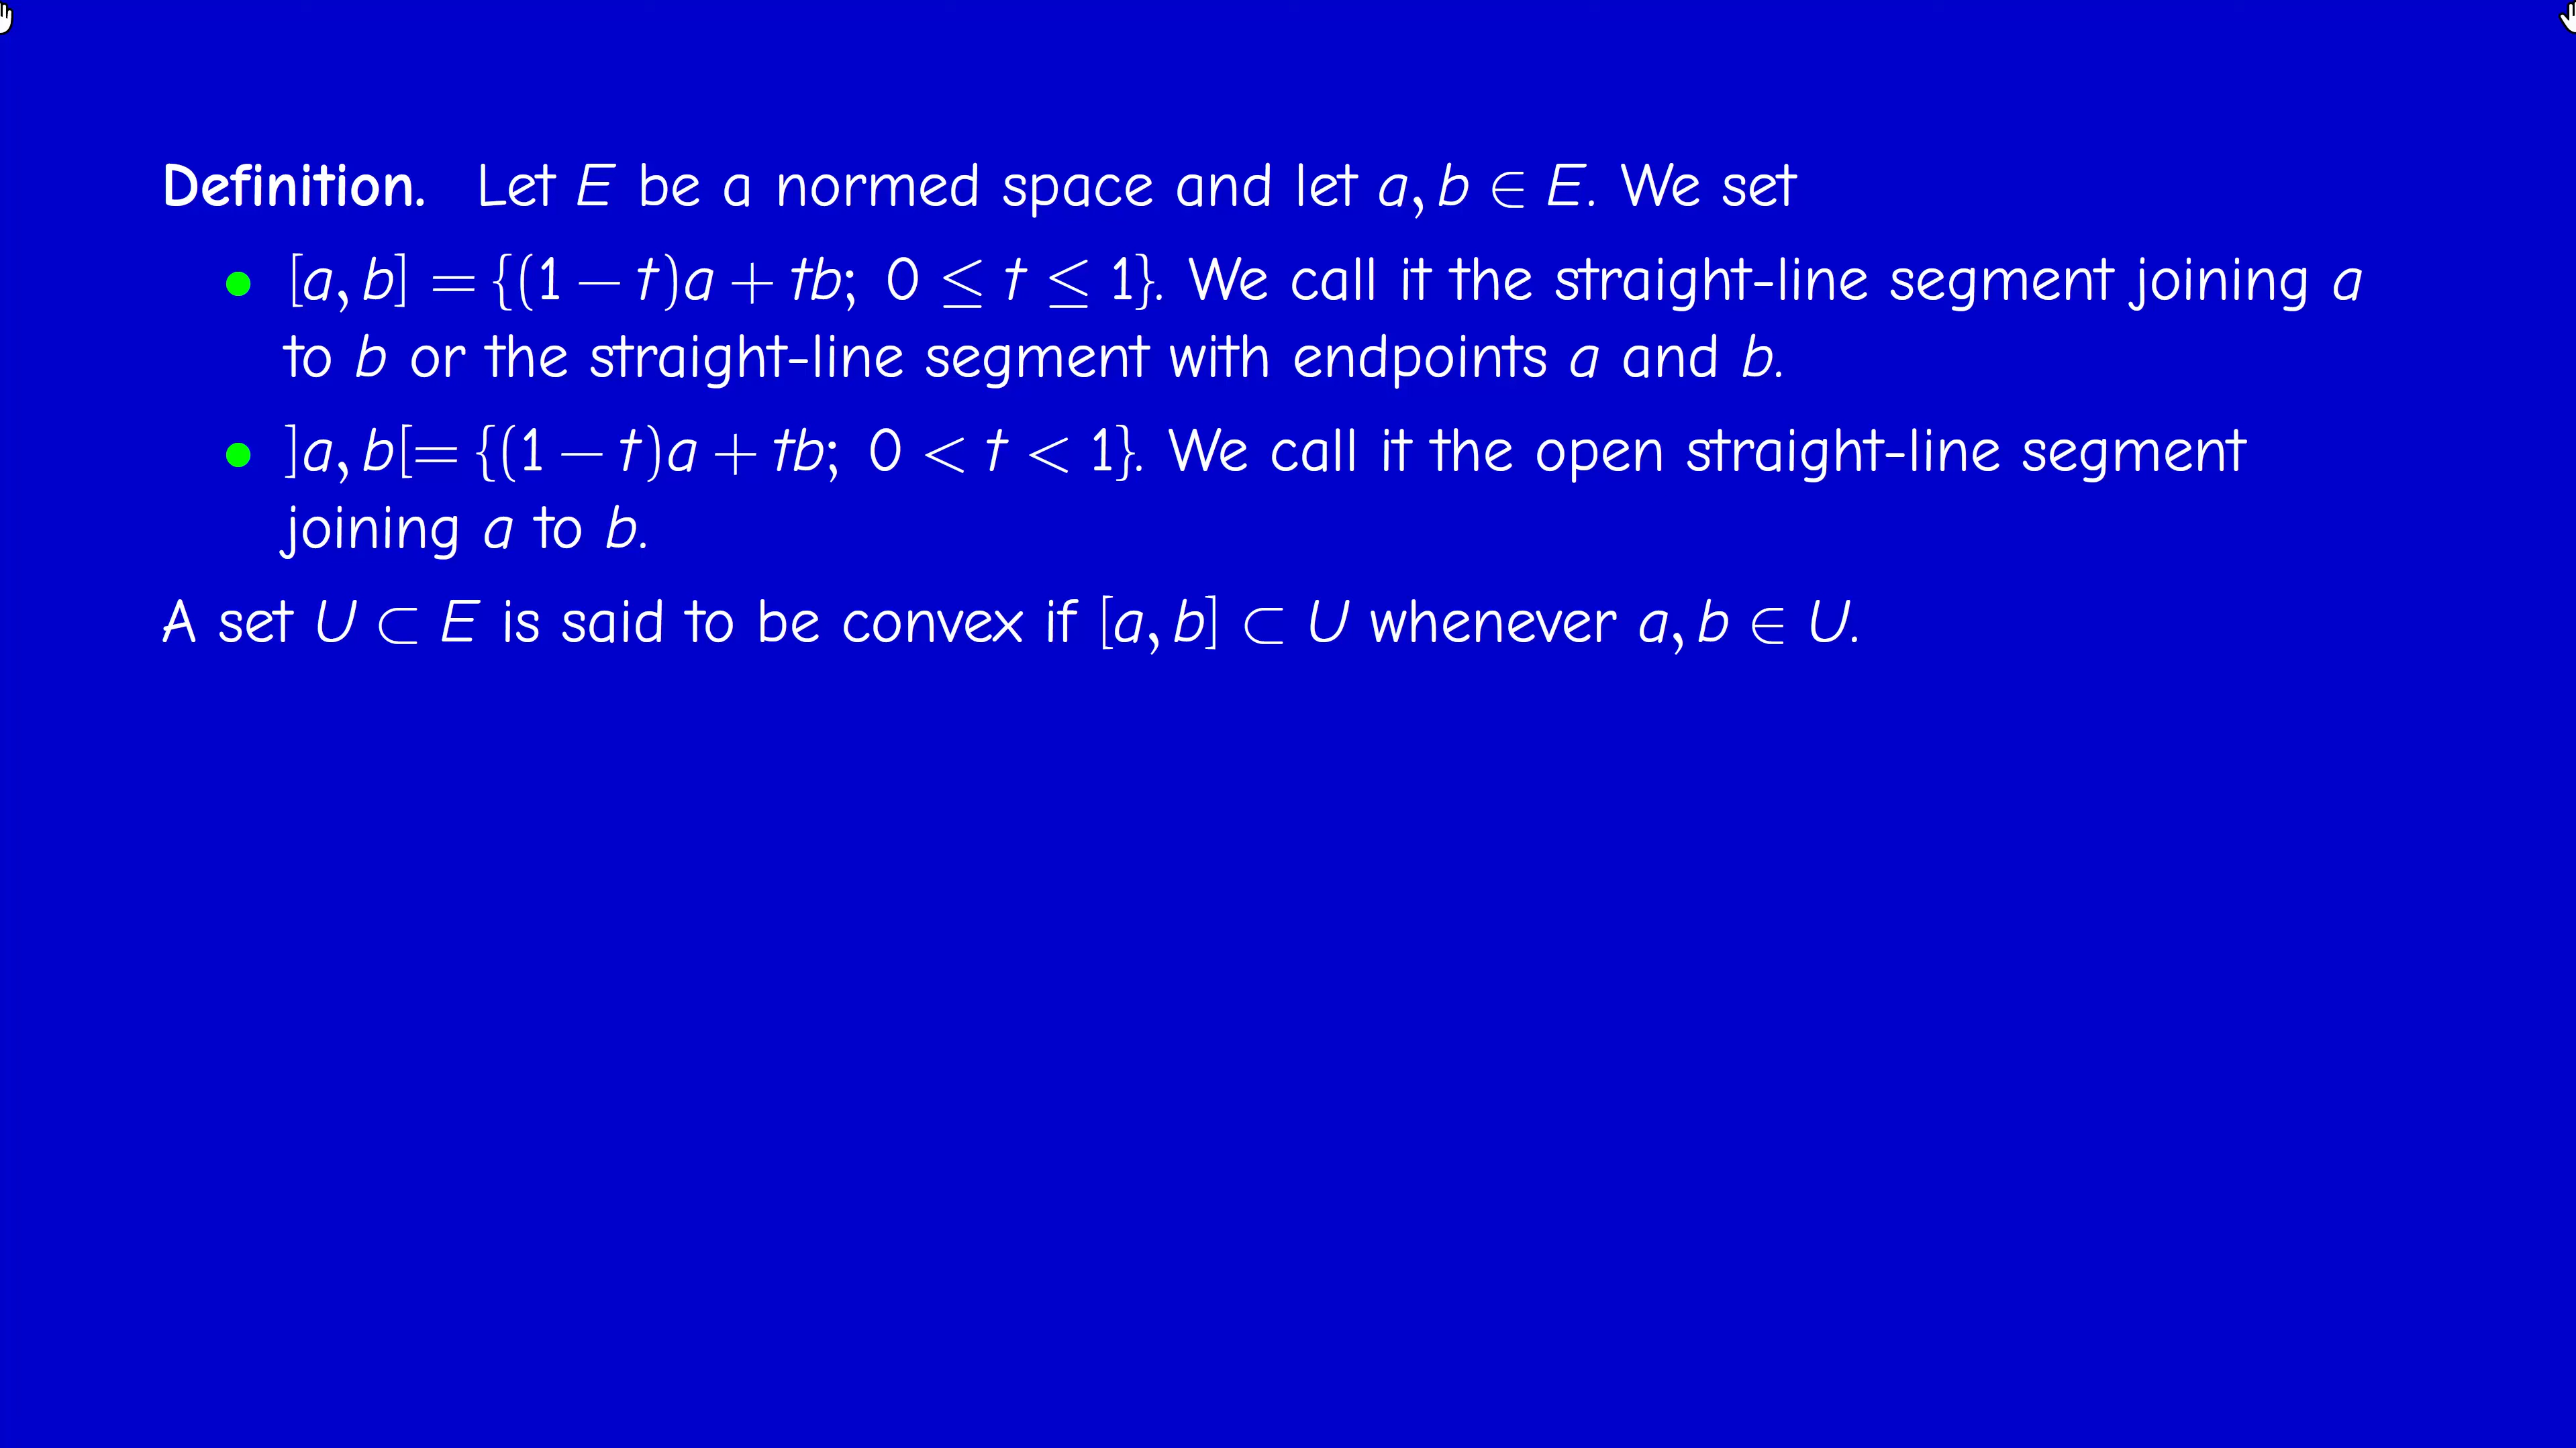 Definition. Let E be a normed space and let a, b ∈ E. We set
• [a, b] = {(1 − t)a + tb; 0 ≤ t ≤ 1}. We call it the straight-line segment joining a
to b or the straight-line segment with endpoints a and b.
• ]a, b[= {(1 − t)a + tb; 0 < t < 1}. We call it the open straight-line segment
joining a to b.
A set U ⊂ E is said to be convex if [a, b] ⊂ U whenever a, b ∈ U.